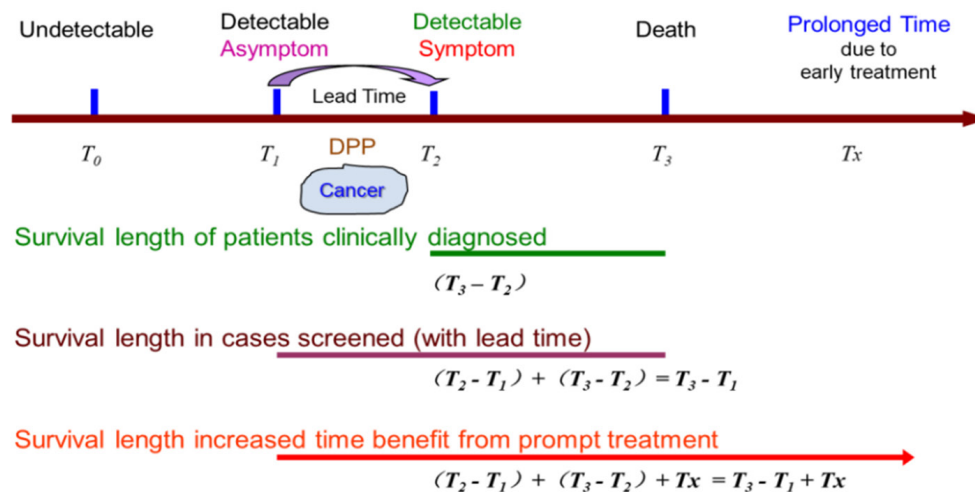 Undetectable
Detectable
Asymptom
Detectable
Symptom
Death
Prolonged Time
due to
early treatment
Lead Time
T₀
T₁
DPP
T₂
T₃
Tx
Cancer
Survival length of patients clinically diagnosed
(T₃ – T₂)
Survival length in cases screened (with lead time)
(T₂ - T₁) + (T₃ - T₂) = T₃ - T₁
Survival length increased time benefit from prompt treatment
(T₂ - T₁) + (T₃ - T₂) + Tx = T₃ - T₁ + Tx